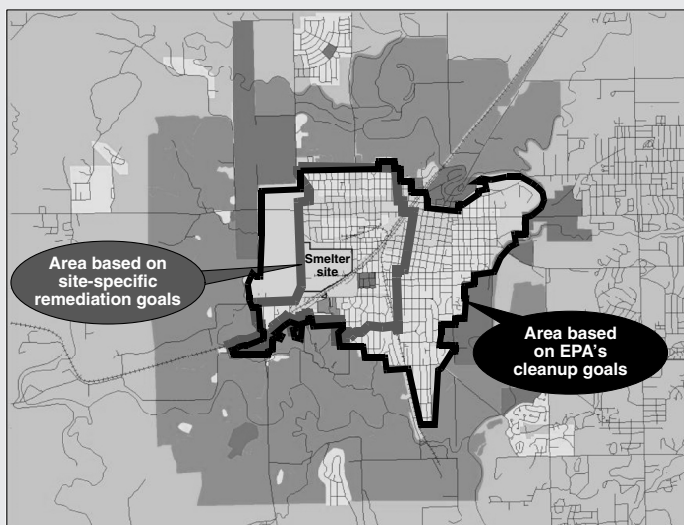 Smelter
site
Area based on
site-specific
remediation goals
Area based
on EPA's
cleanup goals